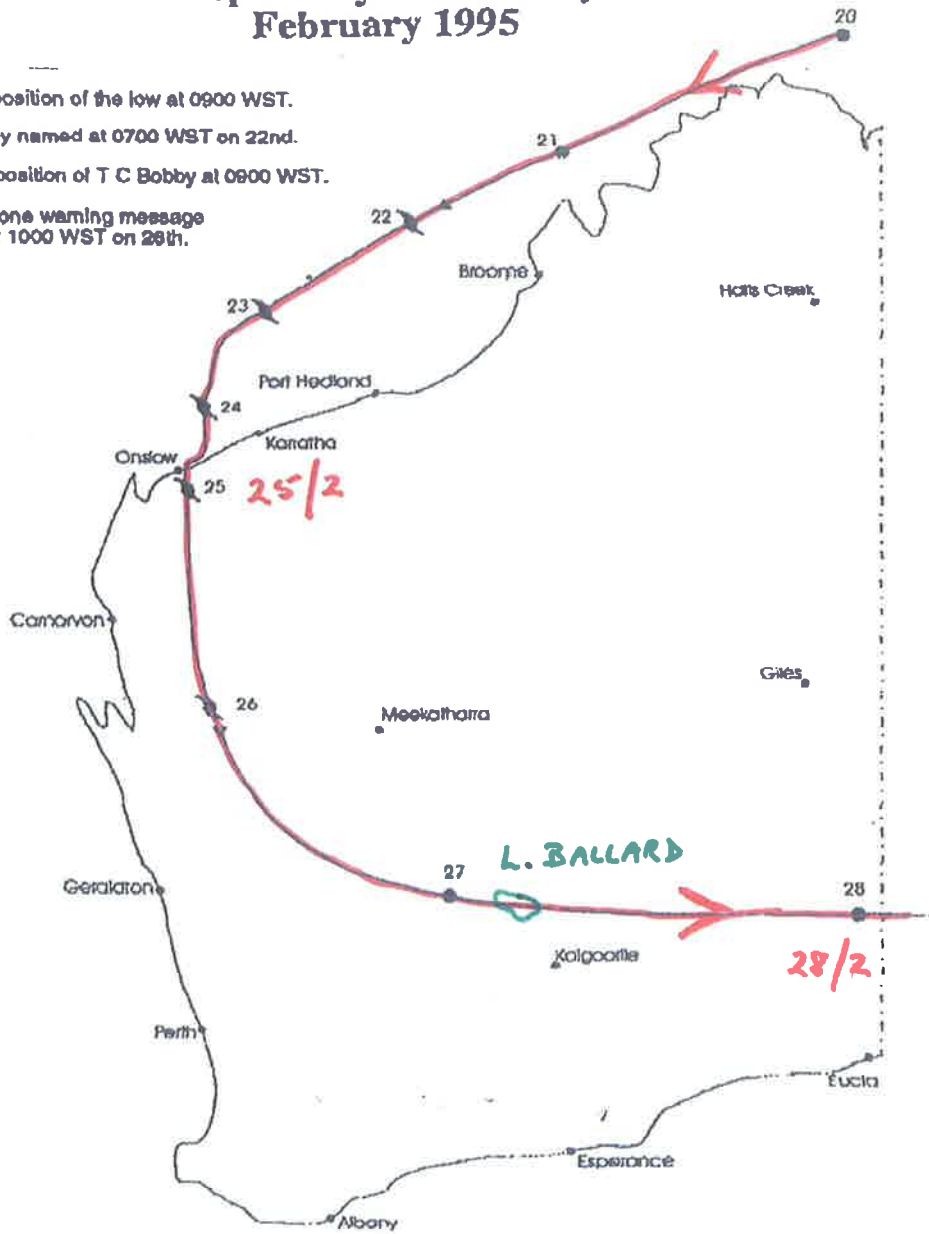 February 1995
20
position of the low at 0900 WST.
y named at 0700 WST on 22nd.
21
position of T C Bobby at 0900 WST.
one warning message
1000 WST on 26th.
22
Broome
Halls Creek
23
Port Hedland
24
Karratha
Onslow
25
25/2
Carnarvon
Giles
26
Meekatharra
L. BALLARD
27
Geraldton
28
Kalgoorlie
28/2
Perth
Eucla
Esperance
Albany